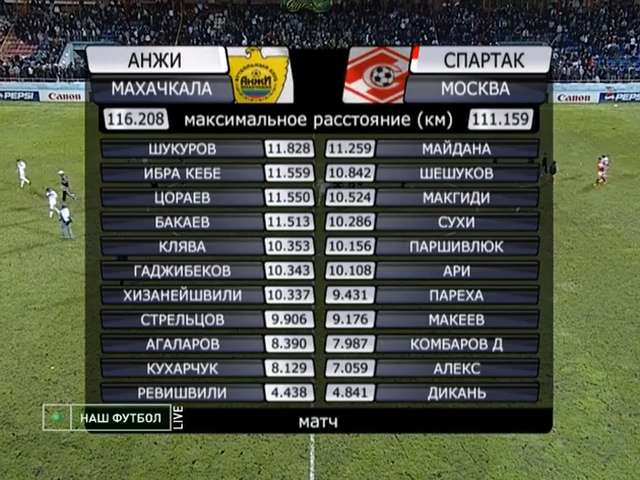 АНЖИ СПАРТАК
МАХАЧКАЛА МОСКВА
АНЖИ
116.208 максимальное расстояние (км) 111.159
PEPSI Canon Canon PEPSI
ШУКУРОВ 11.828 11.259 МАЙДАНА
ИБРА КЕБЕ 11.559 10.842 ШЕШУКОВ
ЦОРАЕВ 11.550 10.524 МАКГИДИ
БАКАЕВ 11.513 10.286 СУХИ
КЛЯВА 10.353 10.156 ПАРШИВЛЮК
ГАДЖИБЕКОВ 10.343 10.108 АРИ
ХИЗАНЕЙШВИЛИ 10.337 9.431 ПАРЕХА
СТРЕЛЬЦОВ 9.906 9.176 МАКЕЕВ
АГАЛАРОВ 8.390 7.987 КОМБАРОВ Д
КУХАРЧУК 8.129 7.059 АЛЕКС
РЕВИШВИЛИ 4.438 4.841 ДИКАНЬ
НАШ ФУТБОЛ LIVE
матч